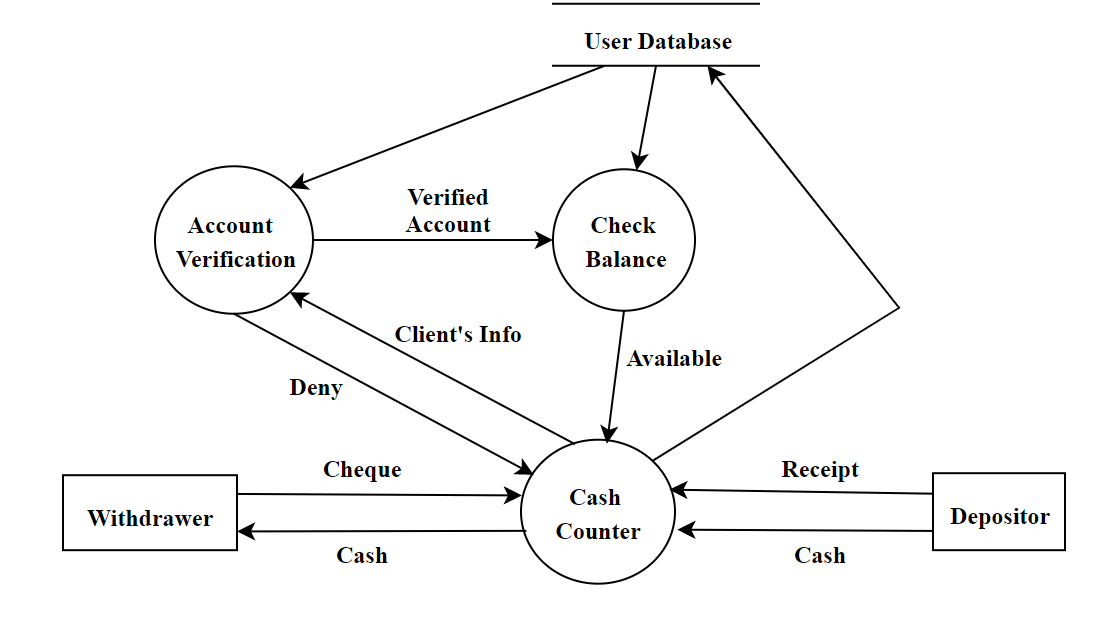 User Database
Verified
Account
Account
Verification
Check
Balance
Client's Info
Available
Deny
Cheque
Receipt
Cash
Counter
Withdrawer
Depositor
Cash
Cash